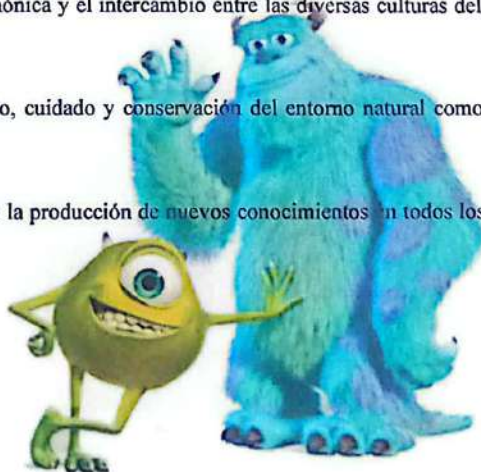 ónica y el intercambio entre las diversas culturas del
o, cuidado y conservación del entorno natural como
la producción de nuevos conocimientos en todos los